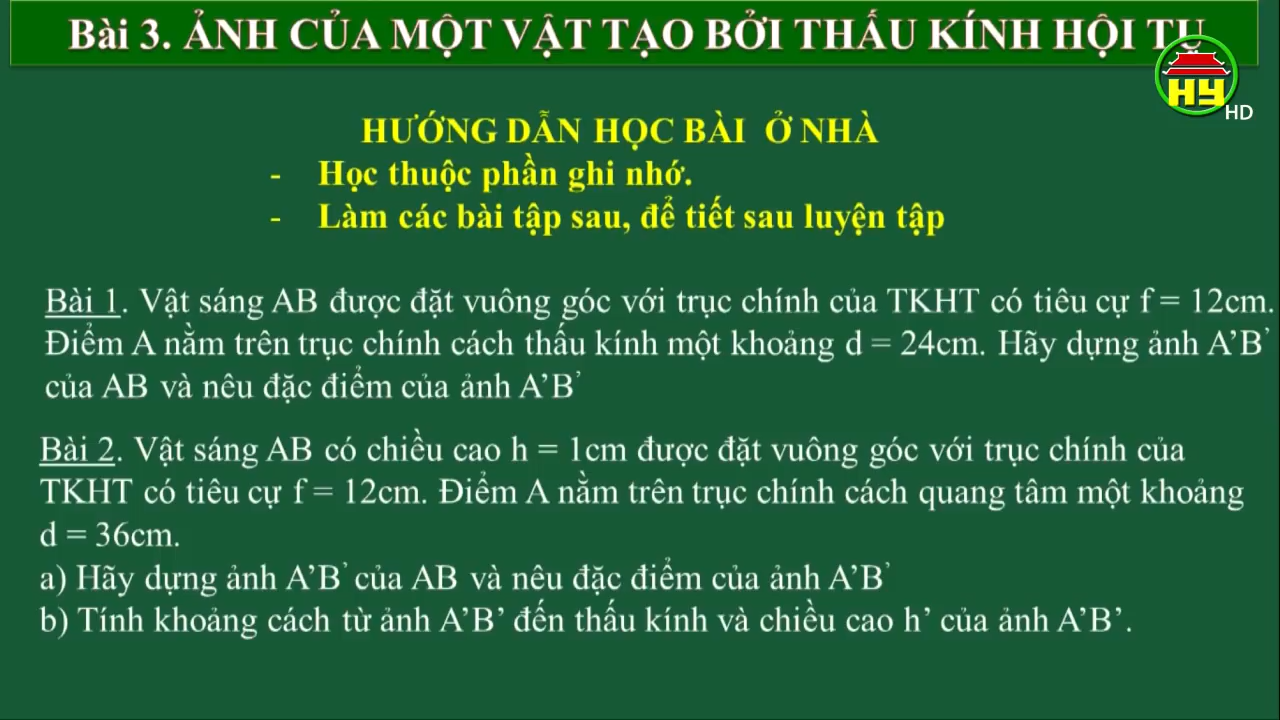 Bài 3. ẢNH CỦA MỘT VẬT TẠO BỞI THẤU KÍNH HỘI TỤ
HY HD
HƯỚNG DẪN HỌC BÀI Ở NHÀ
- Học thuộc phần ghi nhớ.
- Làm các bài tập sau, để tiết sau luyện tập
Bài 1. Vật sáng AB được đặt vuông góc với trục chính của TKHT có tiêu cự f = 12cm.
Điểm A nằm trên trục chính cách thấu kính một khoảng d = 24cm. Hãy dựng ảnh A’B’
của AB và nêu đặc điểm của ảnh A’B’
Bài 2. Vật sáng AB có chiều cao h = 1cm được đặt vuông góc với trục chính của
TKHT có tiêu cự f = 12cm. Điểm A nằm trên trục chính cách quang tâm một khoảng
d = 36cm.
a) Hãy dựng ảnh A’B’ của AB và nêu đặc điểm của ảnh A’B’
b) Tính khoảng cách từ ảnh A’B’ đến thấu kính và chiều cao h’ của ảnh A’B’.